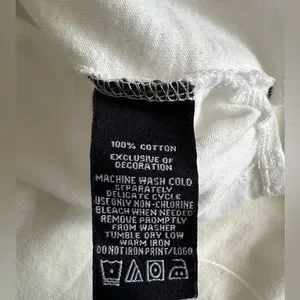 100% COTTON
EXCLUSIVE OF
DECORATION
MACHINE WASH COLD
SEPARATELY
DELICATE CYCLE
USE ONLY NON-CHLORINE
BLEACH WHEN NEEDED
REMOVE PROMPTLY
FROM WASHER
TUMBLE DRY LOW
WARM IRON
DO NOT IRON PRINT/LOGO